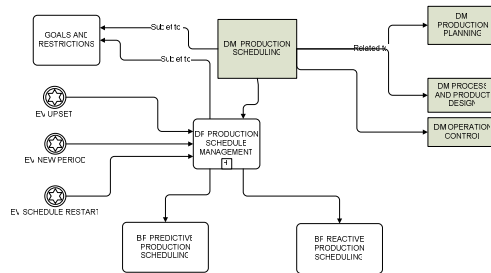 GOALS AND
RESTRICTIONS
Subjet to
Subjet to
DM PRODUCTION
SCHEDULING
DM
PRODUCTION
PLANNING
Related to
DM PROCESS
AND PRODUCT
DESIGN
DM OPERATION
CONTROL
EV UPSET
EV NEW PERIOD
EV SCHEDULE RESTART
DF PRODUCTION
SCHEDULE
MANAGEMENT
BF PREDICTIVE
PRODUCTION
SCHEDULING
BF REACTIVE
PRODUCTION
SCHEDULING